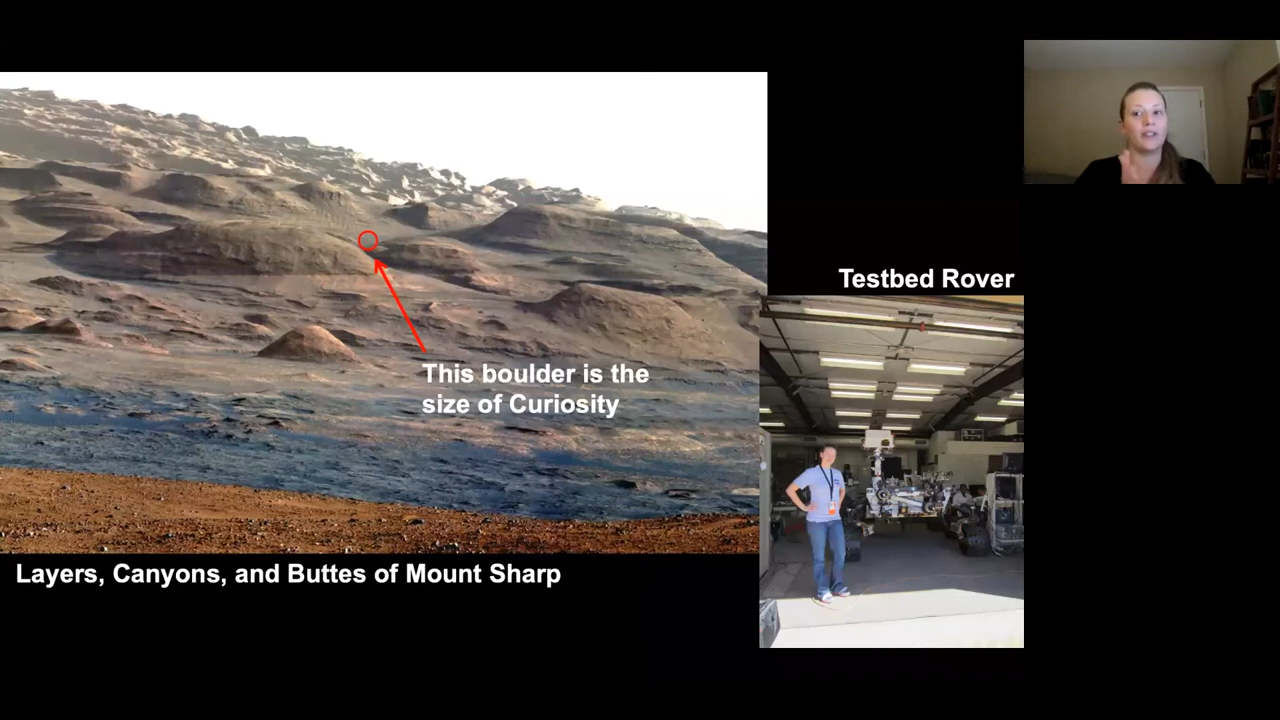 Testbed Rover
This boulder is the
size of Curiosity
Layers, Canyons, and Buttes of Mount Sharp